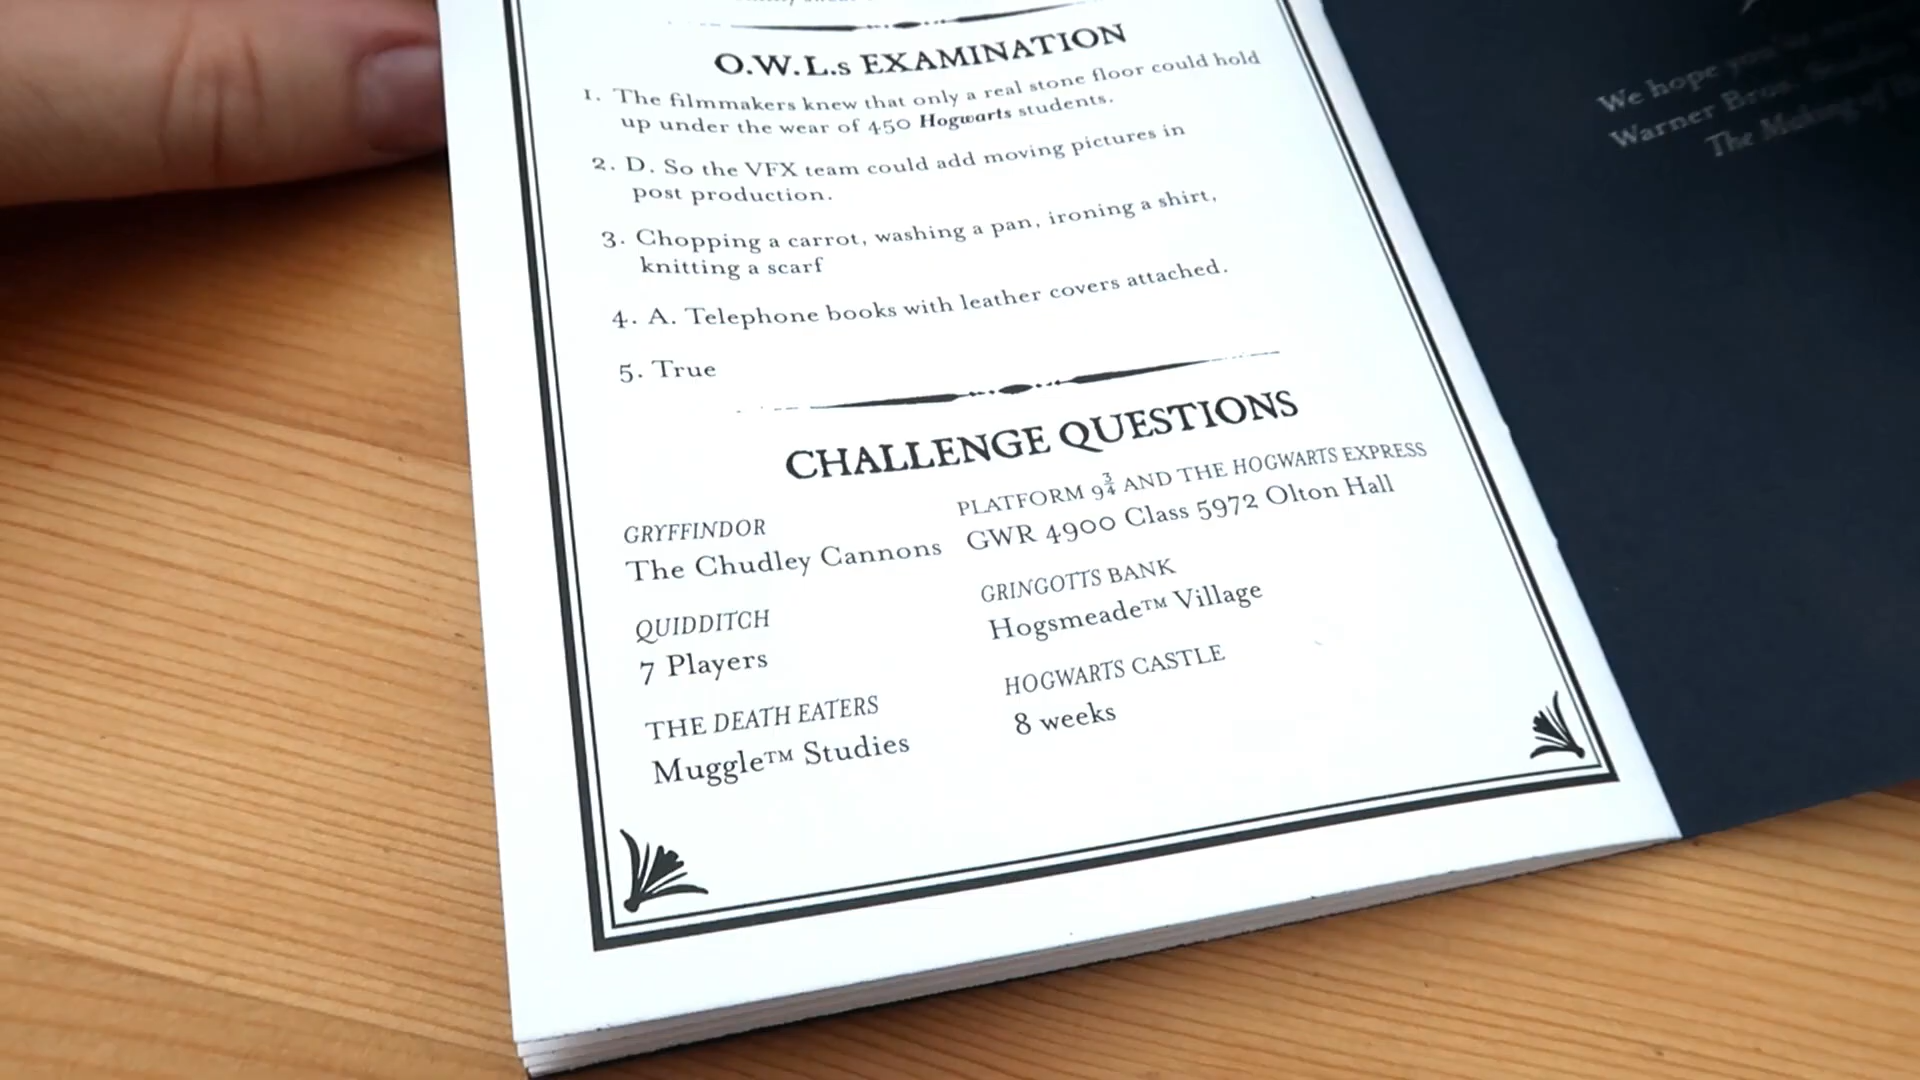 O.W.L.s EXAMINATION
1. The filmmakers knew that only a real stone floor could hold
up under the wear of 450 Hogwarts students.
2. D. So the VFX team could add moving pictures in
post production.
3. Chopping a carrot, washing a pan, ironing a shirt,
knitting a scarf
4. A. Telephone books with leather covers attached.
5. True
CHALLENGE QUESTIONS
GRYFFINDOR
The Chudley Cannons
QUIDDITCH
7 Players
THE DEATH EATERS
Muggle™ Studies
PLATFORM 9¾ AND THE HOGWARTS EXPRESS
GWR 4900 Class 5972 Olton Hall
GRINGOTTS BANK
Hogsmeade™ Village
HOGWARTS CASTLE
8 weeks
We hope
Warner Bros. Studio
The Making of